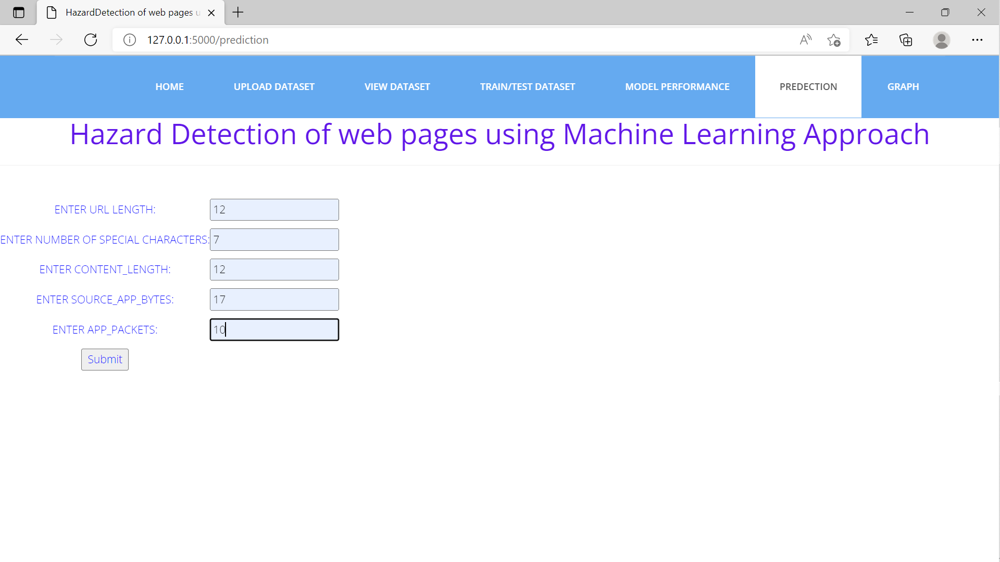 HazardDetection of web pages u
127.0.0.1:5000/prediction
HOME UPLOAD DATASET VIEW DATASET TRAIN/TEST DATASET MODEL PERFORMANCE PREDECTION GRAPH
Hazard Detection of web pages using Machine Learning Approach
ENTER URL LENGTH: 12
ENTER NUMBER OF SPECIAL CHARACTERS: 7
ENTER CONTENT_LENGTH: 12
ENTER SOURCE_APP_BYTES: 17
ENTER APP_PACKETS: 10
Submit